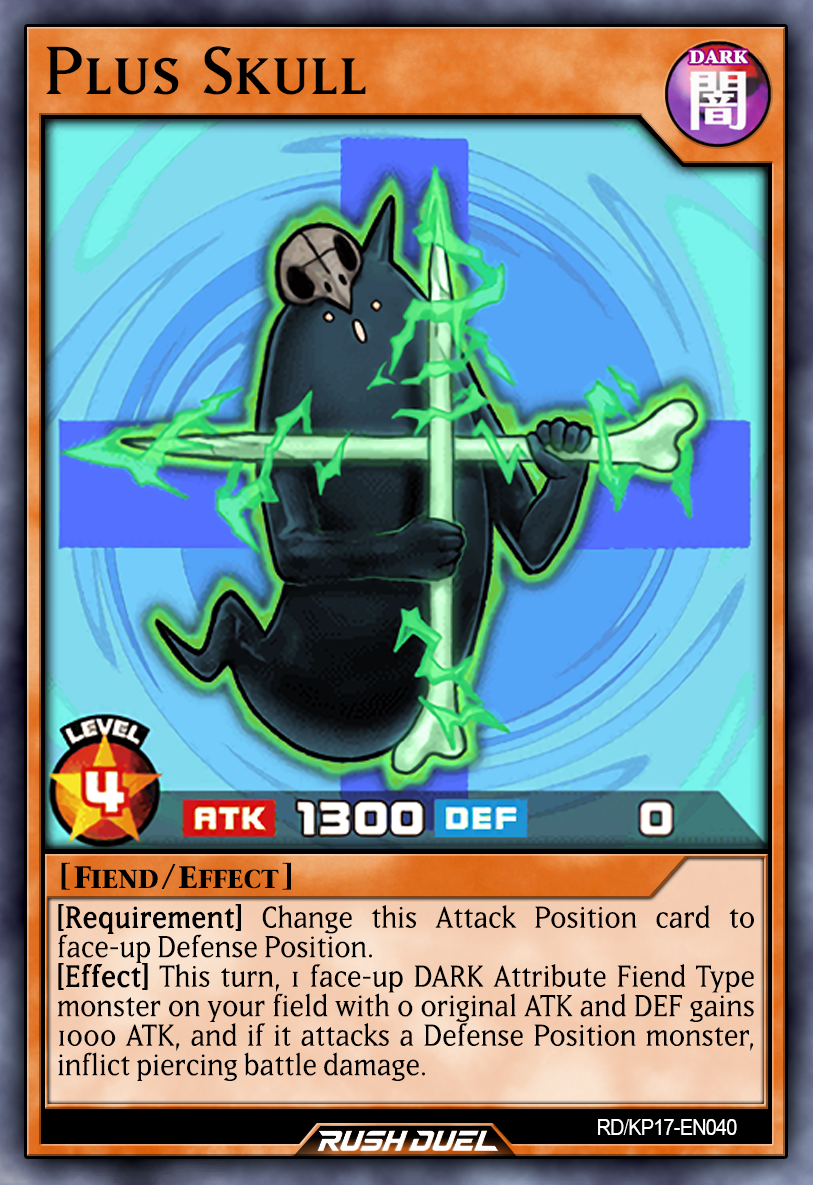 Plus Skull
DARK
闇
LEVEL
4
ATK 1300 DEF 0
[Fiend/Effect]
[Requirement] Change this Attack Position card to
face-up Defense Position.
[Effect] This turn, 1 face-up DARK Attribute Fiend Type
monster on your field with 0 original ATK and DEF gains
1000 ATK, and if it attacks a Defense Position monster,
inflict piercing battle damage.
RD/KP17-EN040
RUSH DUEL